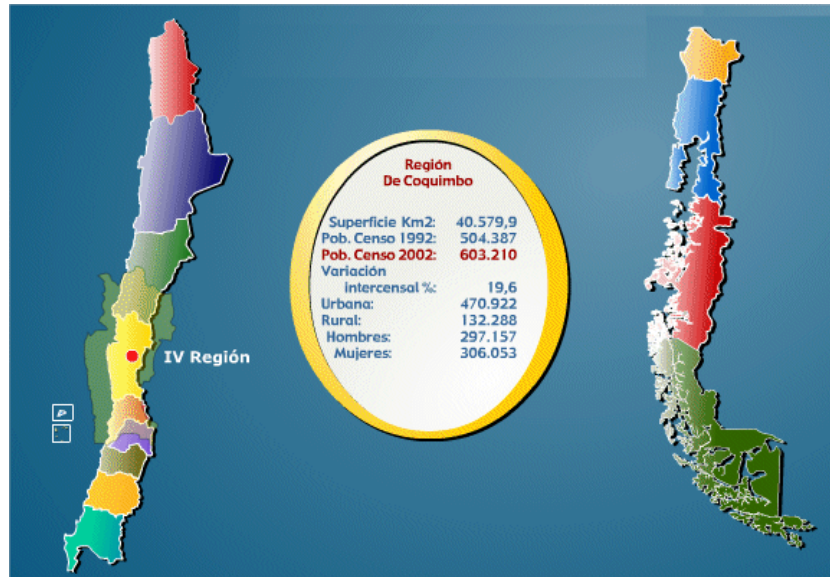 Región
De Coquimbo
Superficie Km2: 40.579,9
Pob. Censo 1992: 504.387
Pob. Censo 2002: 603.210
Variación
intercensal %: 19,6
Urbana: 470.922
Rural: 132.288
Hombres: 297.157
Mujeres: 306.053
IV Región